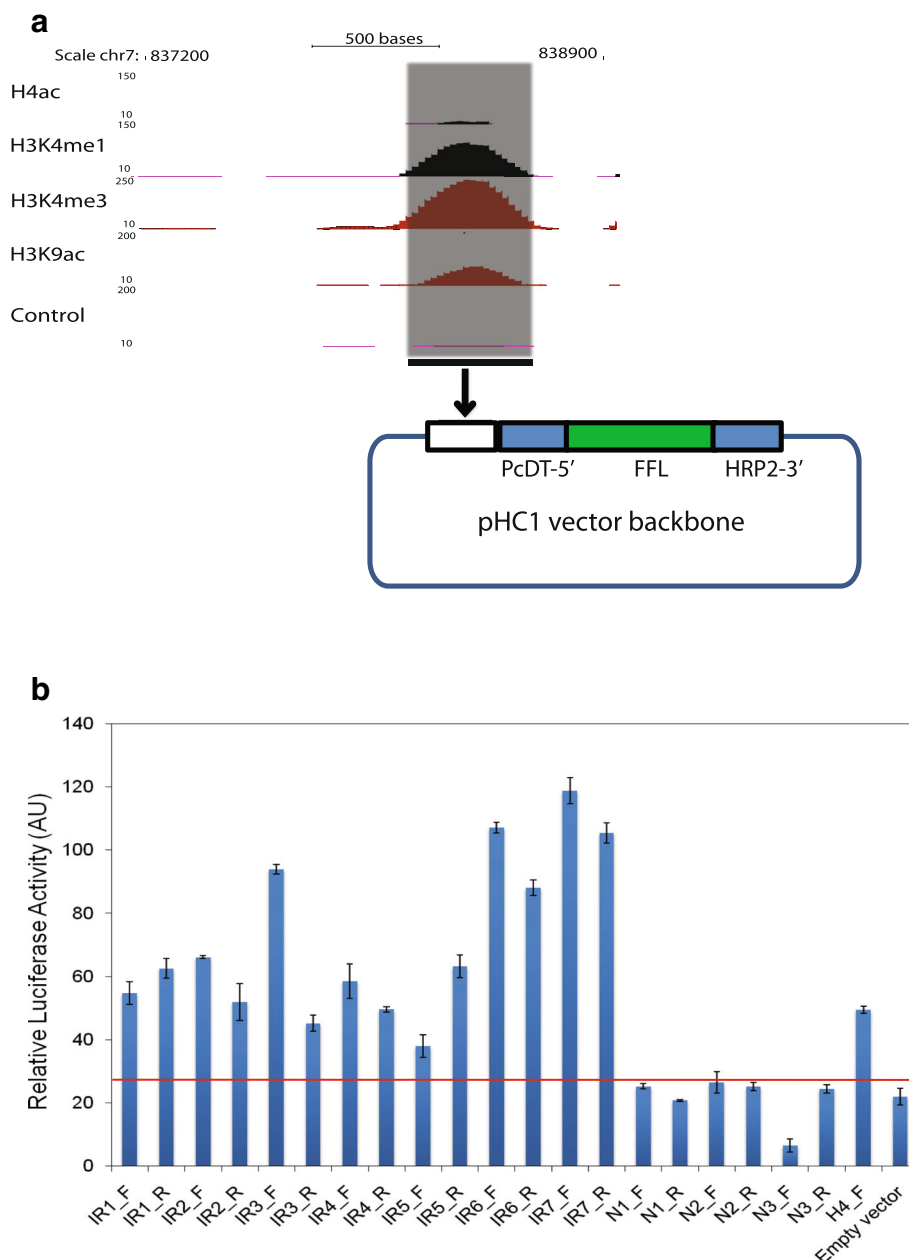 a
500 bases
Scale chr7: 837200 838900
150
H4ac
10
150
H3K4me1
10
250
H3K4me3
10
200
H3K9ac
10
200
Control
10
PcDT-5′ FFL HRP2-3′
pHC1 vector backbone
b
Relative Luciferase Activity (AU)
140
120
100
80
60
40
20
0
IR1_F IR1_R IR2_F IR2_R IR3_F IR3_R IR4_F IR4_R IR5_F IR5_R IR6_F IR6_R IR7_F IR7_R N1_F N1_R N2_F N2_R N3_F N3_R H4_F Empty vector